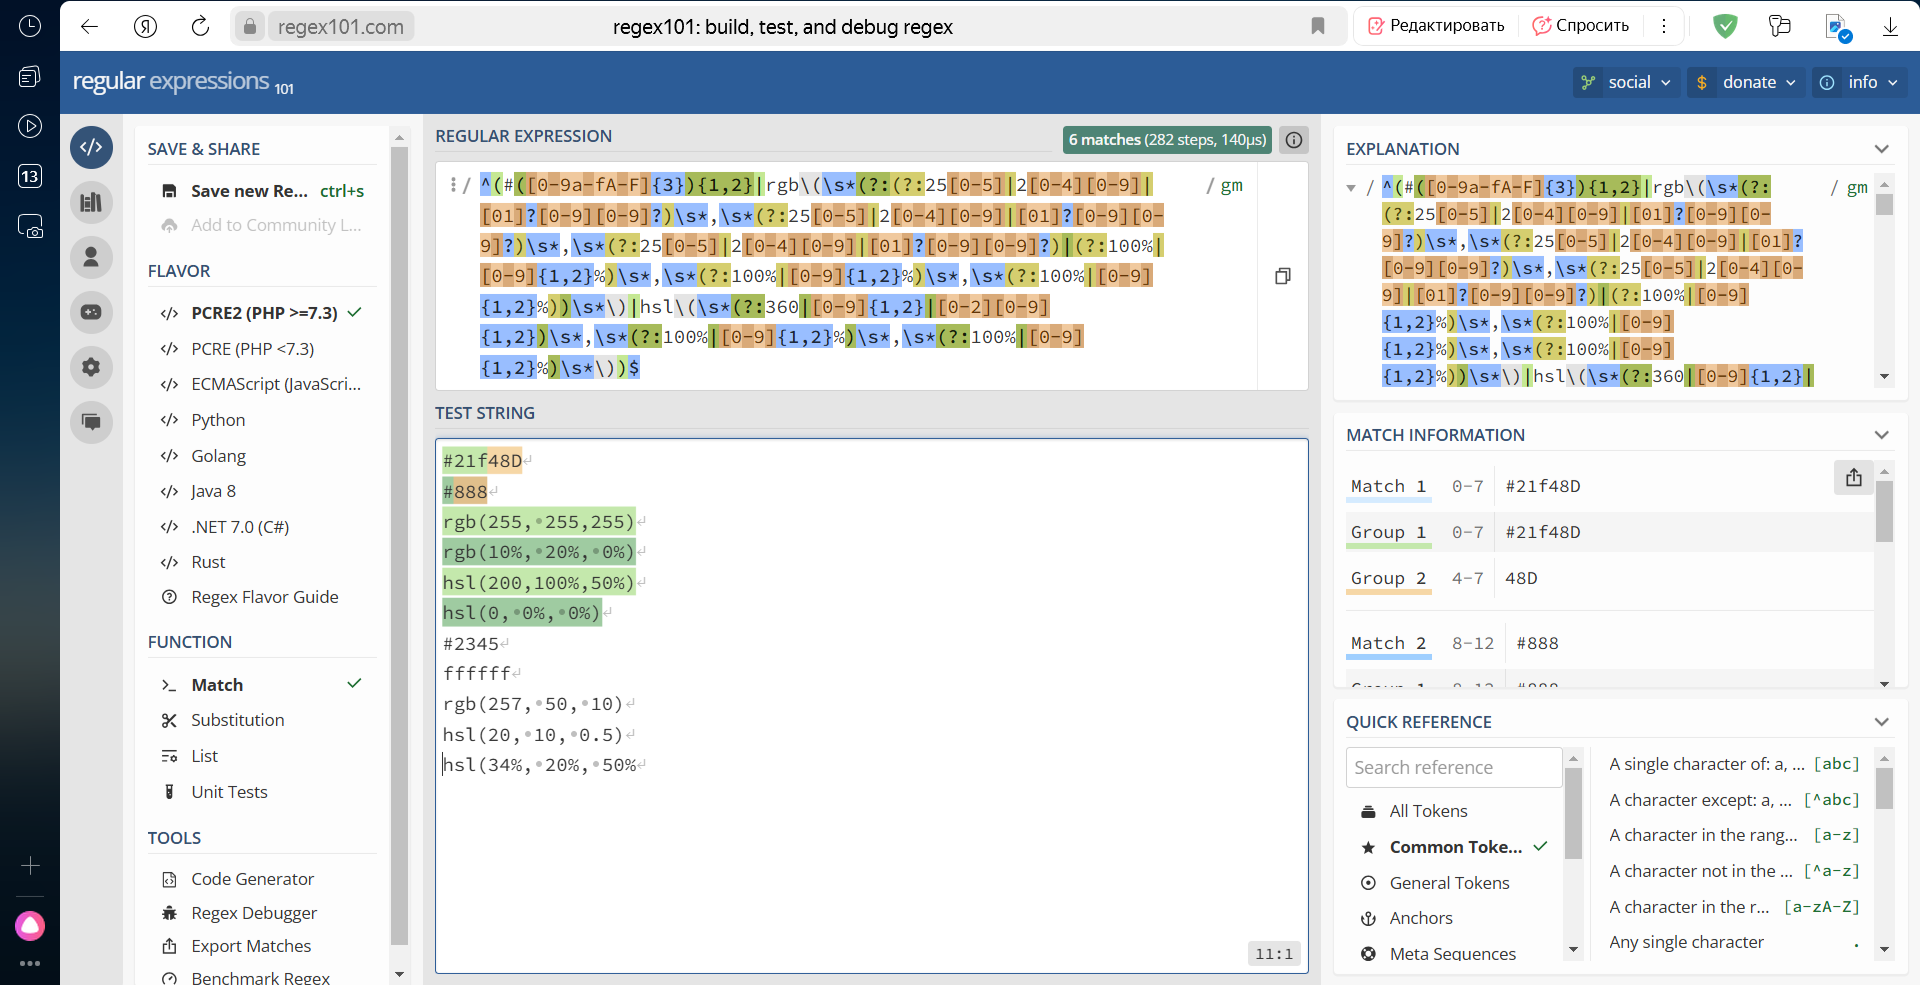 regex101.com
regex101: build, test, and debug regex
Редактировать
Спросить
13
regular expressions 101
social
donate
info
SAVE & SHARE
Save new Re... ctrl+s
Add to Community L...
FLAVOR
PCRE2 (PHP >=7.3)
PCRE (PHP <7.3)
ECMAScript (JavaScri...
Python
Golang
Java 8
.NET 7.0 (C#)
Rust
Regex Flavor Guide
FUNCTION
Match
Substitution
List
Unit Tests
TOOLS
Code Generator
Regex Debugger
Export Matches
Benchmark Regex
REGULAR EXPRESSION
6 matches (282 steps, 140μs)
/ ^(#([0-9a-fA-F]{3}){1,2}|rgb\(\s*(?:(?:25[0-5]|2[0-4][0-9]| / gm
[01]?[0-9][0-9]?)\s*,\s*(?:25[0-5]|2[0-4][0-9]|[01]?[0-9][0-
9]?)\s*,\s*(?:25[0-5]|2[0-4][0-9]|[01]?[0-9][0-9]?)|(?:100%|
[0-9]{1,2}%)\s*,\s*(?:100%|[0-9]{1,2}%)\s*,\s*(?:100%|[0-9]
{1,2}%))\s*\)|hsl\(\s*(?:360|[0-9]{1,2}|[0-2][0-9]
{1,2})\s*,\s*(?:100%|[0-9]{1,2}%)\s*,\s*(?:100%|[0-9]
{1,2}%)\s*\))$
TEST STRING
#21f48D
#888
rgb(255, 255,255)
rgb(10%, 20%, 0%)
hsl(200,100%,50%)
hsl(0, 0%, 0%)
#2345
ffffff
rgb(257, 50, 10)
hsl(20, 10, 0.5)
hsl(34%, 20%, 50%
11:1
EXPLANATION
/ ^(#([0-9a-fA-F]{3}){1,2}|rgb\(\s*(?: / gm
(?:25[0-5]|2[0-4][0-9]|[01]?[0-9][0-
9]?)\s*,\s*(?:25[0-5]|2[0-4][0-9]|[01]?
[0-9][0-9]?)\s*,\s*(?:25[0-5]|2[0-4][0-
9]|[01]?[0-9][0-9]?)|(?:100%|[0-9]
{1,2}%)\s*,\s*(?:100%|[0-9]
{1,2}%)\s*,\s*(?:100%|[0-9]
{1,2}%))\s*\)|hsl\(\s*(?:360|[0-9]{1,2}|
MATCH INFORMATION
Match 1 0-7 #21f48D
Group 1 0-7 #21f48D
Group 2 4-7 48D
Match 2 8-12 #888
Group 1 8-12 #888
QUICK REFERENCE
Search reference
All Tokens
Common Toke...
General Tokens
Anchors
Meta Sequences
A single character of: a, ... [abc]
A character except: a, ... [^abc]
A character in the rang... [a-z]
A character not in the ... [^a-z]
A character in the r... [a-zA-Z]
Any single character .